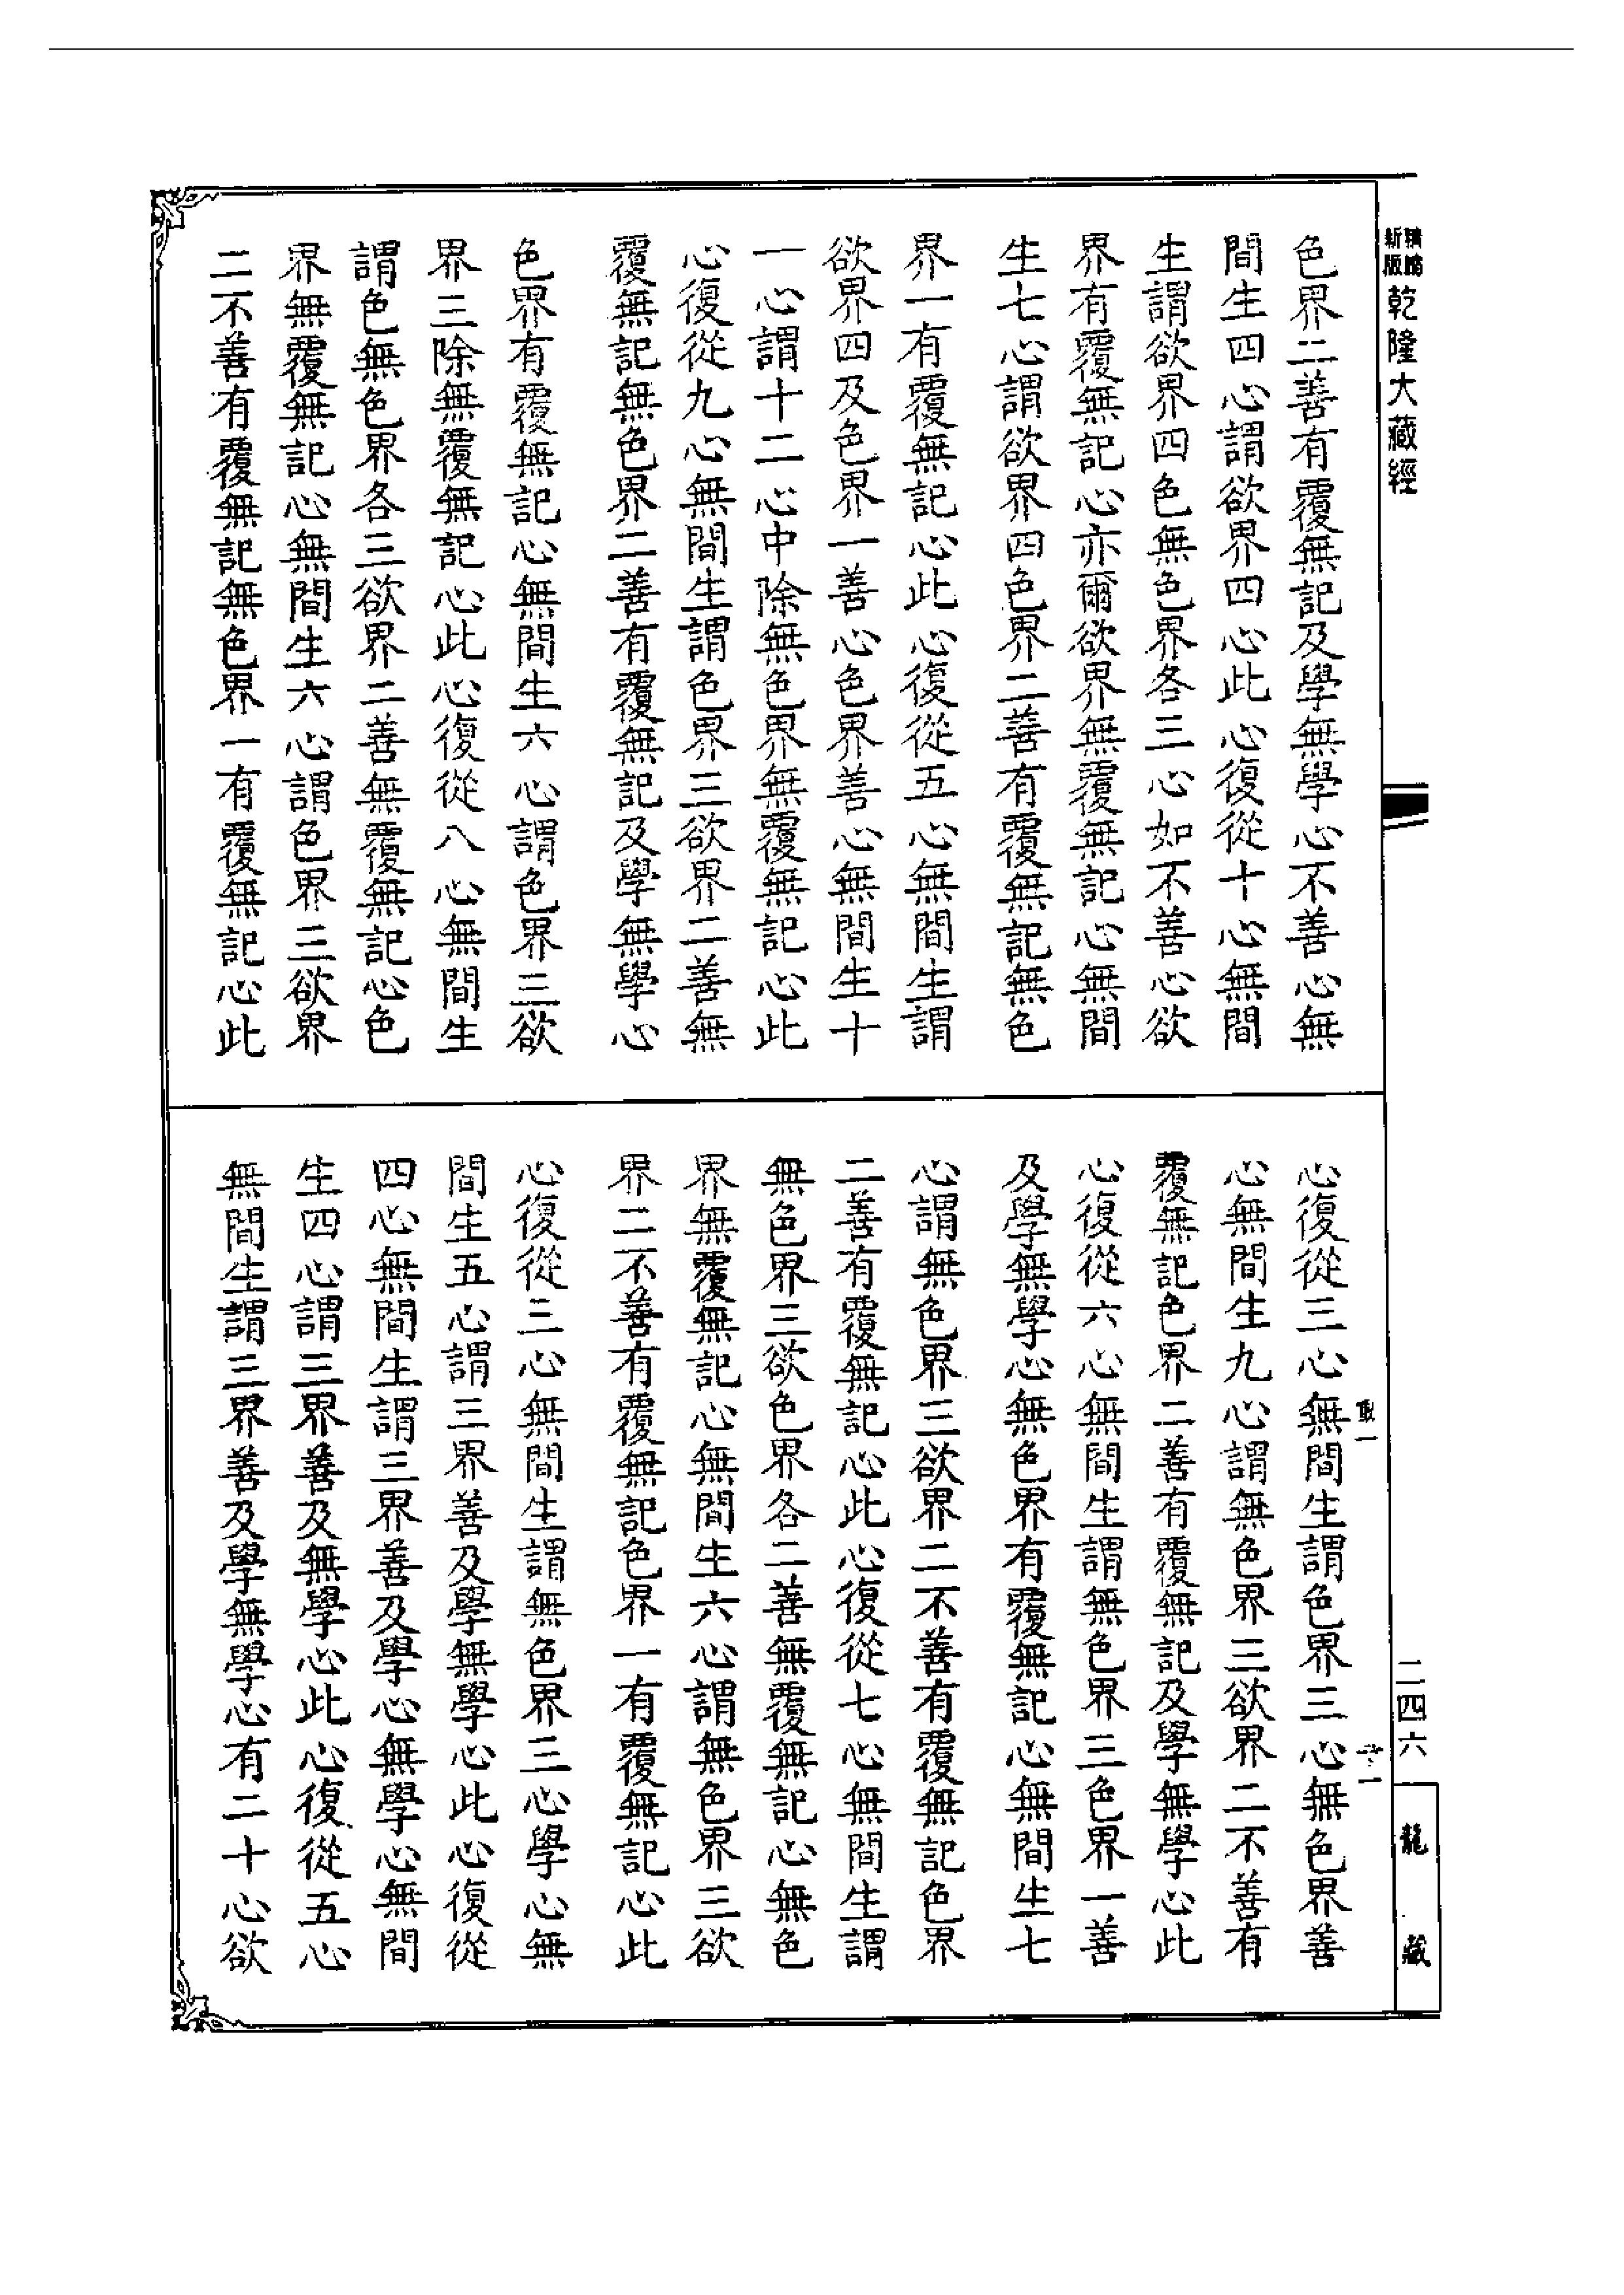 精縮新版乾隆大藏經
色界二善有覆無記及學無學心不善心無
間生四心謂欲界四心此心復從十心無間
生謂欲界四色無色界各三心如不善心欲
界有覆無記心亦爾欲界無覆無記心無間
生七心謂欲界四色界二善有覆無記無色
界一有覆無記心此心復從五心無間生謂
欲界四及色界一善心色界善心無間生十
一心謂十二心中除無色界無覆無記心此
心復從九心無間生謂色界三欲界二善無
覆無記無色界二善有覆無記及學無學心
色界有覆無記心無間生六心謂色界三欲
界三除無覆無記心此心復從八心無間生
謂色無色界各三欲界二善無覆無記心色
界無覆無記心無間生六心謂色界三欲界
二不善有覆無記無色界一有覆無記心此
心復從三心無間生謂色界三心無色界善
心無間生九心謂無色界三欲界二不善有
覆無記色界二善有覆無記及學無學心此
心復從六心無間生謂無色界三色界一善
及學無學心無色界有覆無記心無間生七
心謂無色界三欲界二不善有覆無記色界
二善有覆無記心此心復從七心無間生謂
無色界三欲色界各二善無覆無記心無色
界無覆無記心無間生六心謂無色界三欲
界二不善有覆無記色界一有覆無記心此
心復從三心無間生謂無色界三心學心無
間生五心謂三界善及學無學心此心復從
四心無間生謂三界善及學心無學心無間
生四心謂三界善及無學心此心復從五心
無間生謂三界善及學無學心有二十心欲
二四六
龍藏